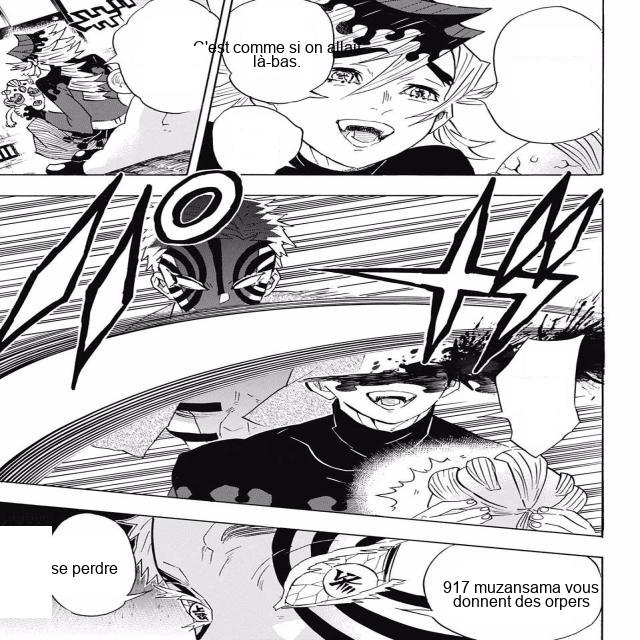 C'est comme si on allait
là-bas.
se perdre
917 muzansama vous
donnent des orpers